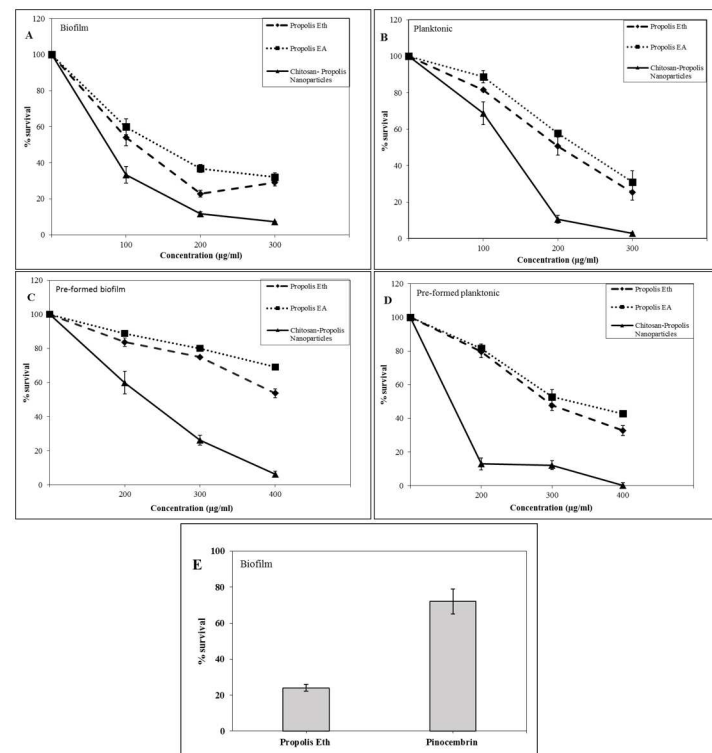 A
Biofilm
Propolis Eth
Propolis EA
Chitosan- Propolis
Nanoparticles
120
100
80
60
40
20
0
% survival
100
200
300
Concentration (µg/ml)
B
Planktonic
Propolis Eth
Propolis EA
Chitosan-Propolis
Nanoparticles
120
100
80
60
40
20
0
% survival
100
200
300
Concentration (µg/ml)
C
Pre-formed biofilm
Propolis Eth
Propolis EA
Chitosan-Propolis
Nanoparticles
120
100
80
60
40
20
0
% survival
200
300
400
Concentration (µg/ml)
D
Pre-formed planktonic
Propolis Eth
Propolis EA
Chitosan-Propolis
Nanoparticles
120
100
80
60
40
20
0
% survival
200
300
400
Concentration (µg/ml)
E
Biofilm
100
80
60
40
20
0
% survival
Propolis Eth
Pinocembrin